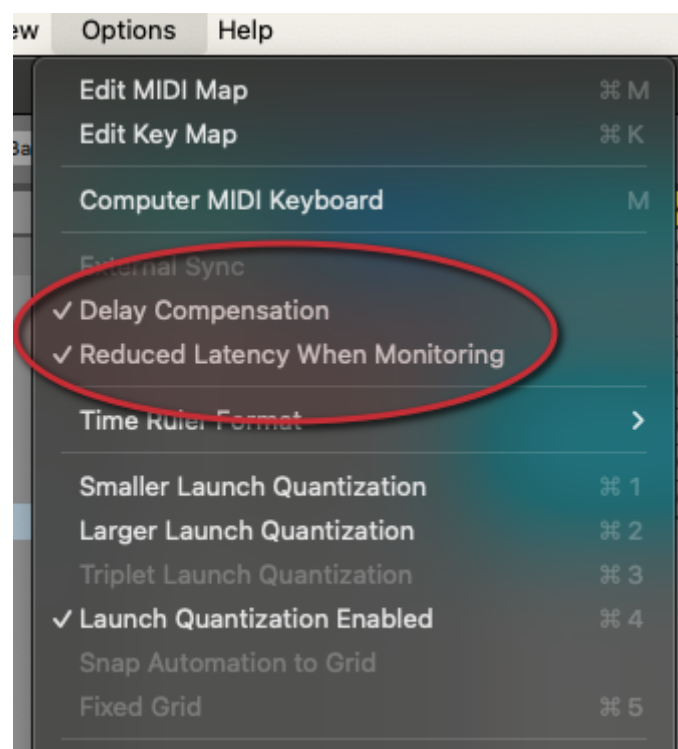 ew Options Help
Edit MIDI Map ⌘ M
Edit Key Map ⌘ K
Ba
Computer MIDI Keyboard M
External Sync
✓ Delay Compensation
✓ Reduced Latency When Monitoring
Time Ruler Format >
Smaller Launch Quantization ⌘ 1
Larger Launch Quantization ⌘ 2
Triplet Launch Quantization ⌘ 3
✓ Launch Quantization Enabled ⌘ 4
Snap Automation to Grid
Fixed Grid ⌘ 5